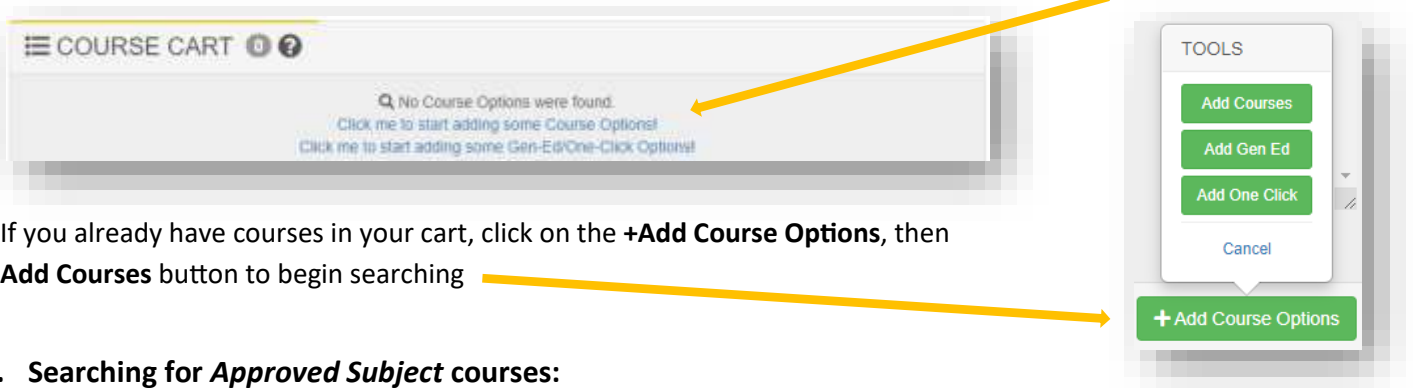 COURSE CART 0 ?
No Course Options were found.
Click me to start adding some Course Options!
Click me to start adding some Gen-Ed/One-Click Options!
TOOLS
Add Courses
Add Gen Ed
Add One Click
Cancel
+ Add Course Options
If you already have courses in your cart, click on the +Add Course Options, then
Add Courses button to begin searching
. Searching for Approved Subject courses: